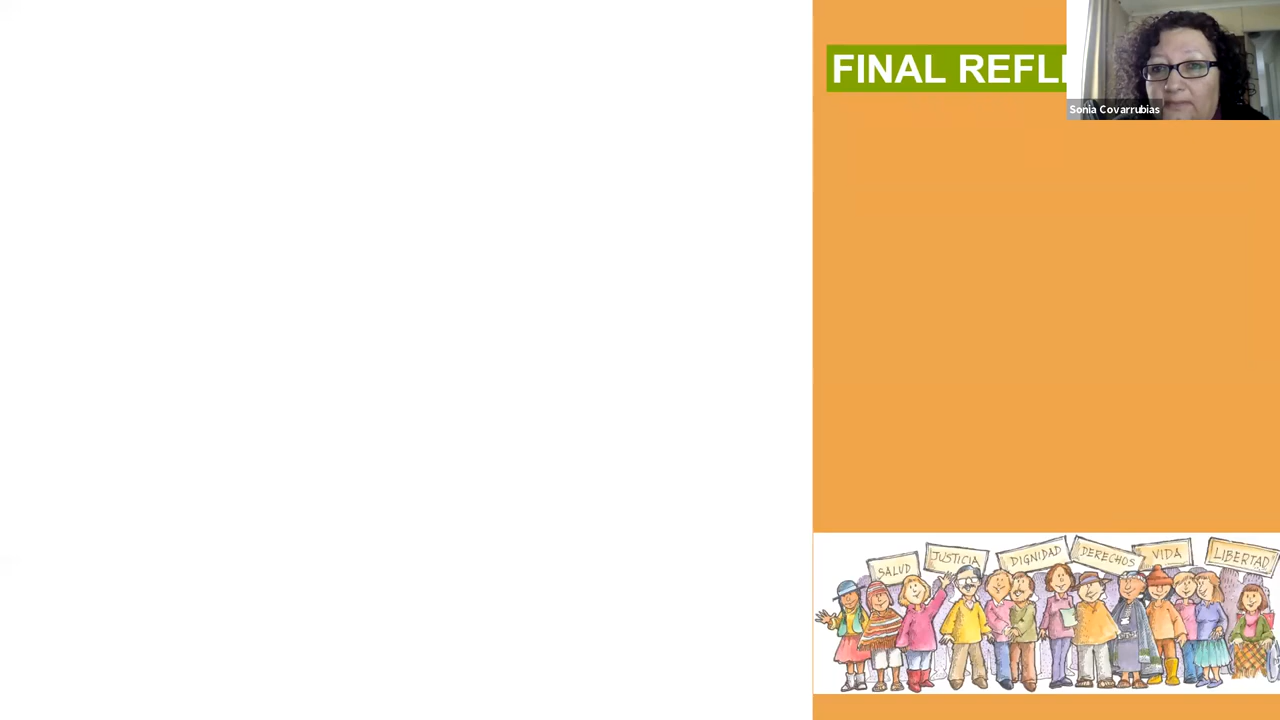 FINAL REFL
Sonia Covarrubias
SALUD
JUSTICIA
DIGNIDAD
DERECHOS
VIDA
LIBERTAD